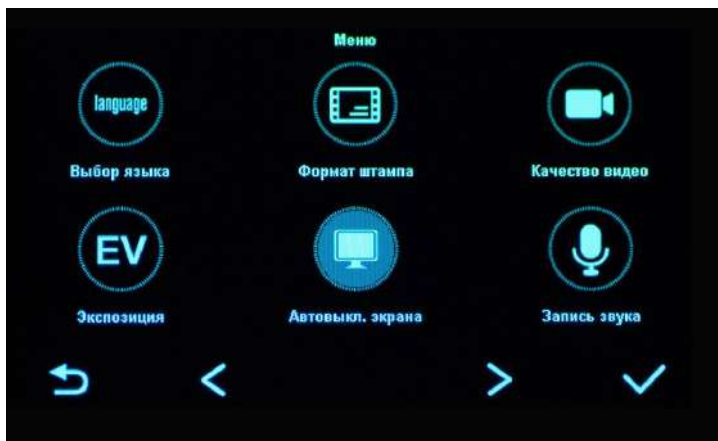 Меню
language
Выбор языка
Формат штампа
Качество видео
EV
Экспозиция
Автовыкл. экрана
Запись звука